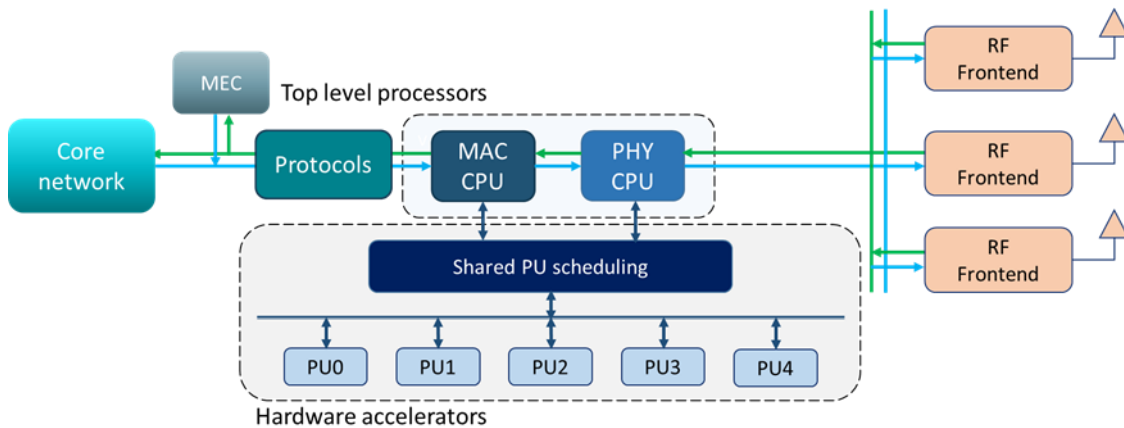 MEC
Top level processors
Core
network
Protocols
MAC
CPU
PHY
CPU
RF
Frontend
RF
Frontend
RF
Frontend
Shared PU scheduling
PU0
PU1
PU2
PU3
PU4
Hardware accelerators